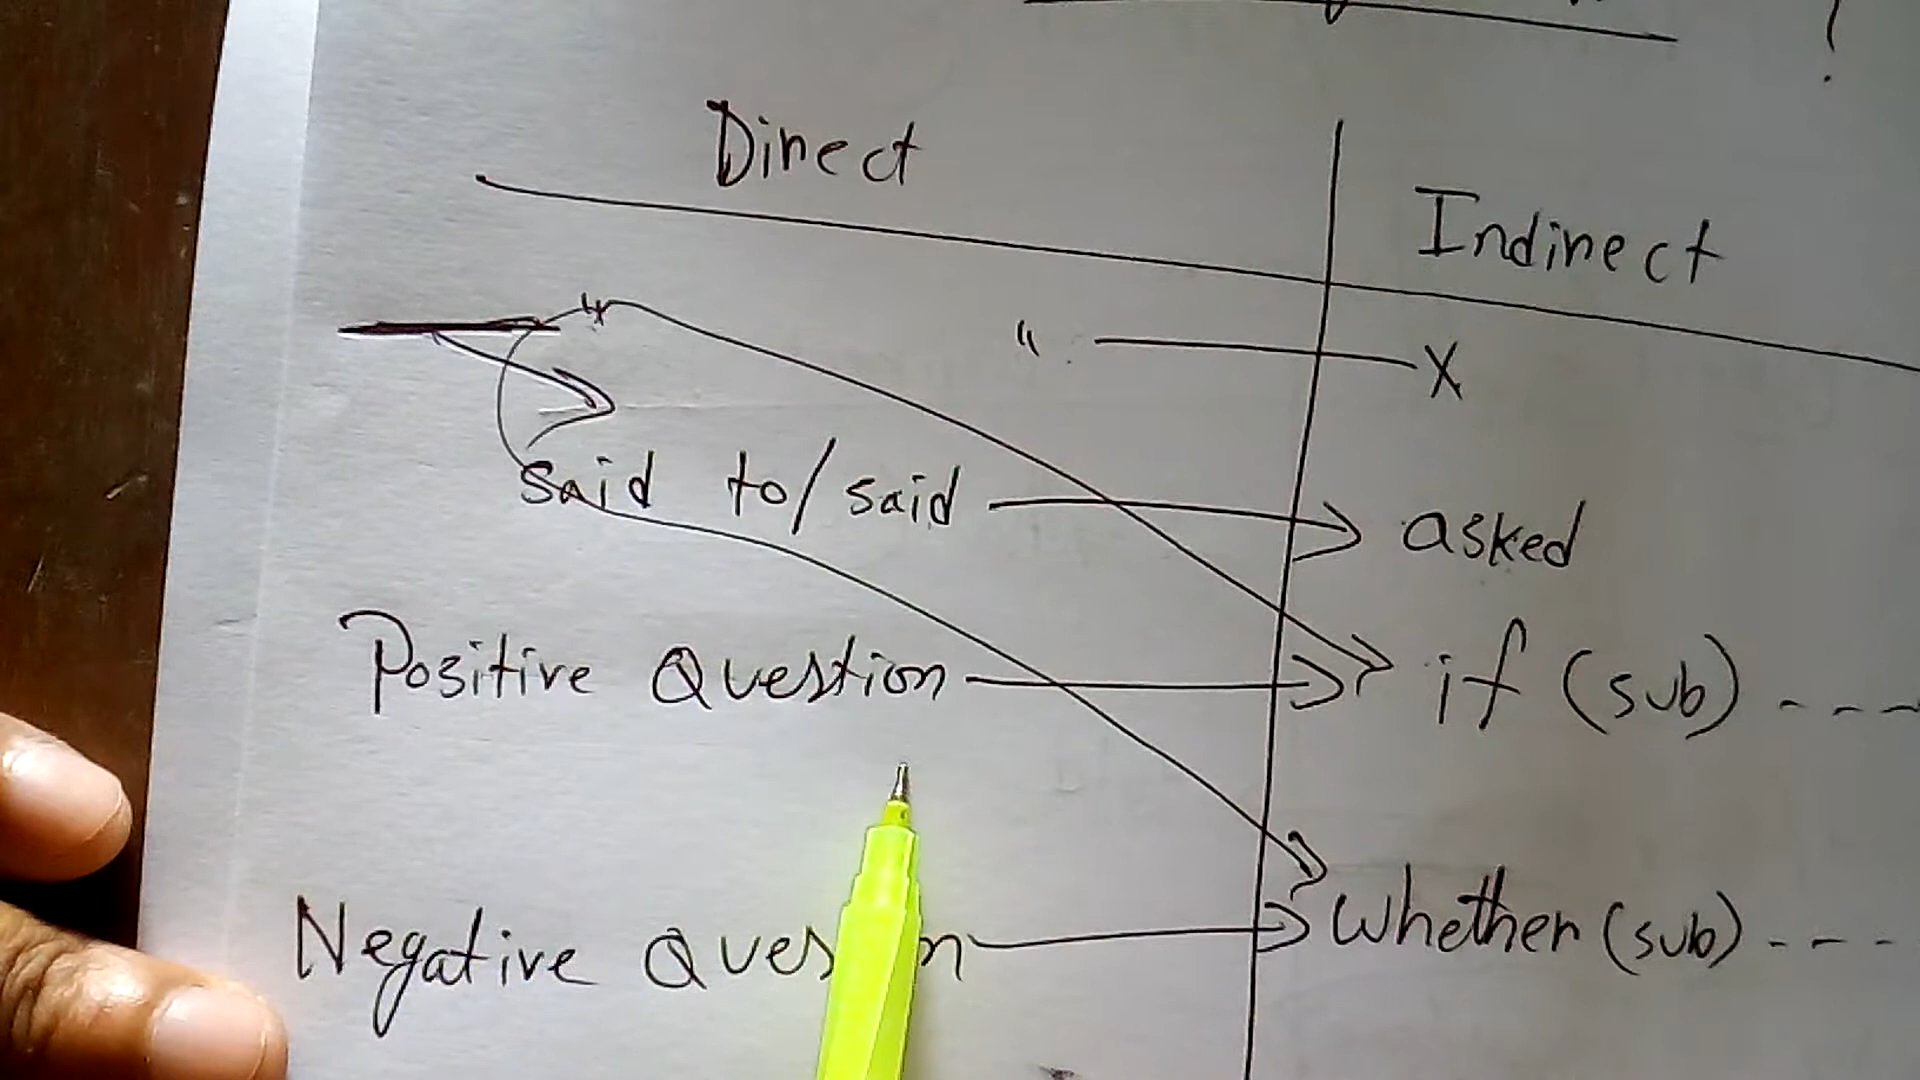 Direct
Indirect
" " X
said to/said asked
Positive Question if (sub) ----
Negative Question whether (sub) ---